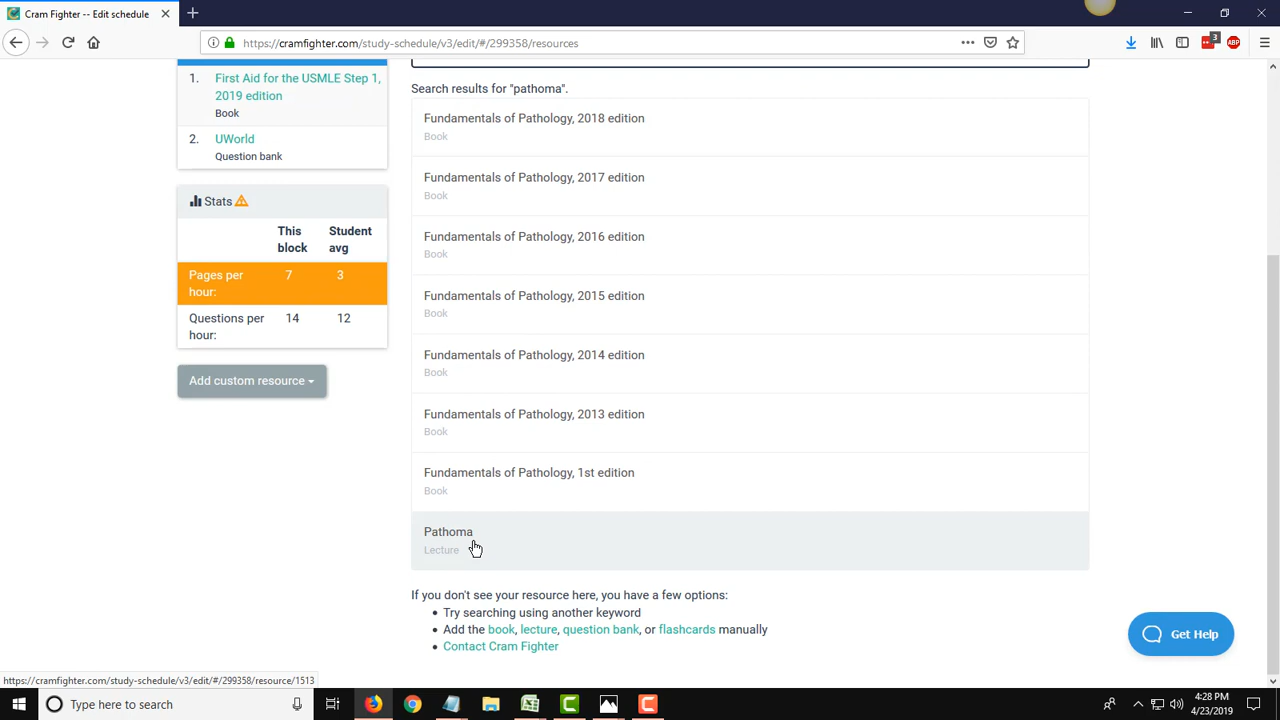 Cram Fighter -- Edit schedule
https://cramfighter.com/study-schedule/v3/edit/#/299358/resources
3
ABP
1. First Aid for the USMLE Step 1,
2019 edition
Book
2. UWorld
Question bank
Stats
This Student
block avg
Pages per 7 3
hour:
Questions per 14 12
hour:
Add custom resource
Search results for "pathoma".
Fundamentals of Pathology, 2018 edition
Book
Fundamentals of Pathology, 2017 edition
Book
Fundamentals of Pathology, 2016 edition
Book
Fundamentals of Pathology, 2015 edition
Book
Fundamentals of Pathology, 2014 edition
Book
Fundamentals of Pathology, 2013 edition
Book
Fundamentals of Pathology, 1st edition
Book
Pathoma
Lecture
If you don't see your resource here, you have a few options:
• Try searching using another keyword
• Add the book, lecture, question bank, or flashcards manually
• Contact Cram Fighter
Get Help
https://cramfighter.com/study-schedule/v3/edit/#/299358/resource/1513
Type here to search
4:28 PM
4/23/2019